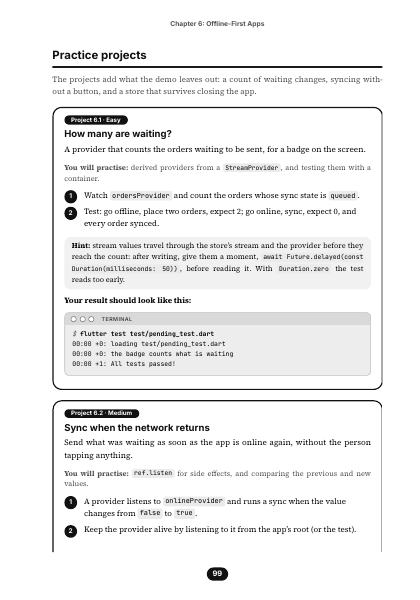 Chapter 6: Offline-First Apps
Practice projects
The projects add what the demo leaves out: a count of waiting changes, syncing with-
out a button, and a store that survives closing the app.
Project 6.1 · Easy
How many are waiting?
A provider that counts the orders waiting to be sent, for a badge on the screen.
You will practise: derived providers from a StreamProvider, and testing them with a
container.
1 Watch ordersProvider and count the orders whose sync state is queued.
2 Test: go offline, place two orders, expect 2; go online, sync, expect 0, and
every order synced.
Hint: stream values travel through the store's stream and the provider before they
reach the count: after writing, give them a moment, await Future.delayed(const
Duration(milliseconds: 50)), before reading it. With Duration.zero the test
reads too early.
Your result should look like this:
TERMINAL
$ flutter test test/pending_test.dart
00:00 +0: loading test/pending_test.dart
00:00 +0: the badge counts what is waiting
00:00 +1: All tests passed!
Project 6.2 · Medium
Sync when the network returns
Send what was waiting as soon as the app is online again, without the person
tapping anything.
You will practise: ref.listen for side effects, and comparing the previous and new
values.
1 A provider listens to onlineProvider and runs a sync when the value
changes from false to true.
2 Keep the provider alive by listening to it from the app's root (or the test).
99